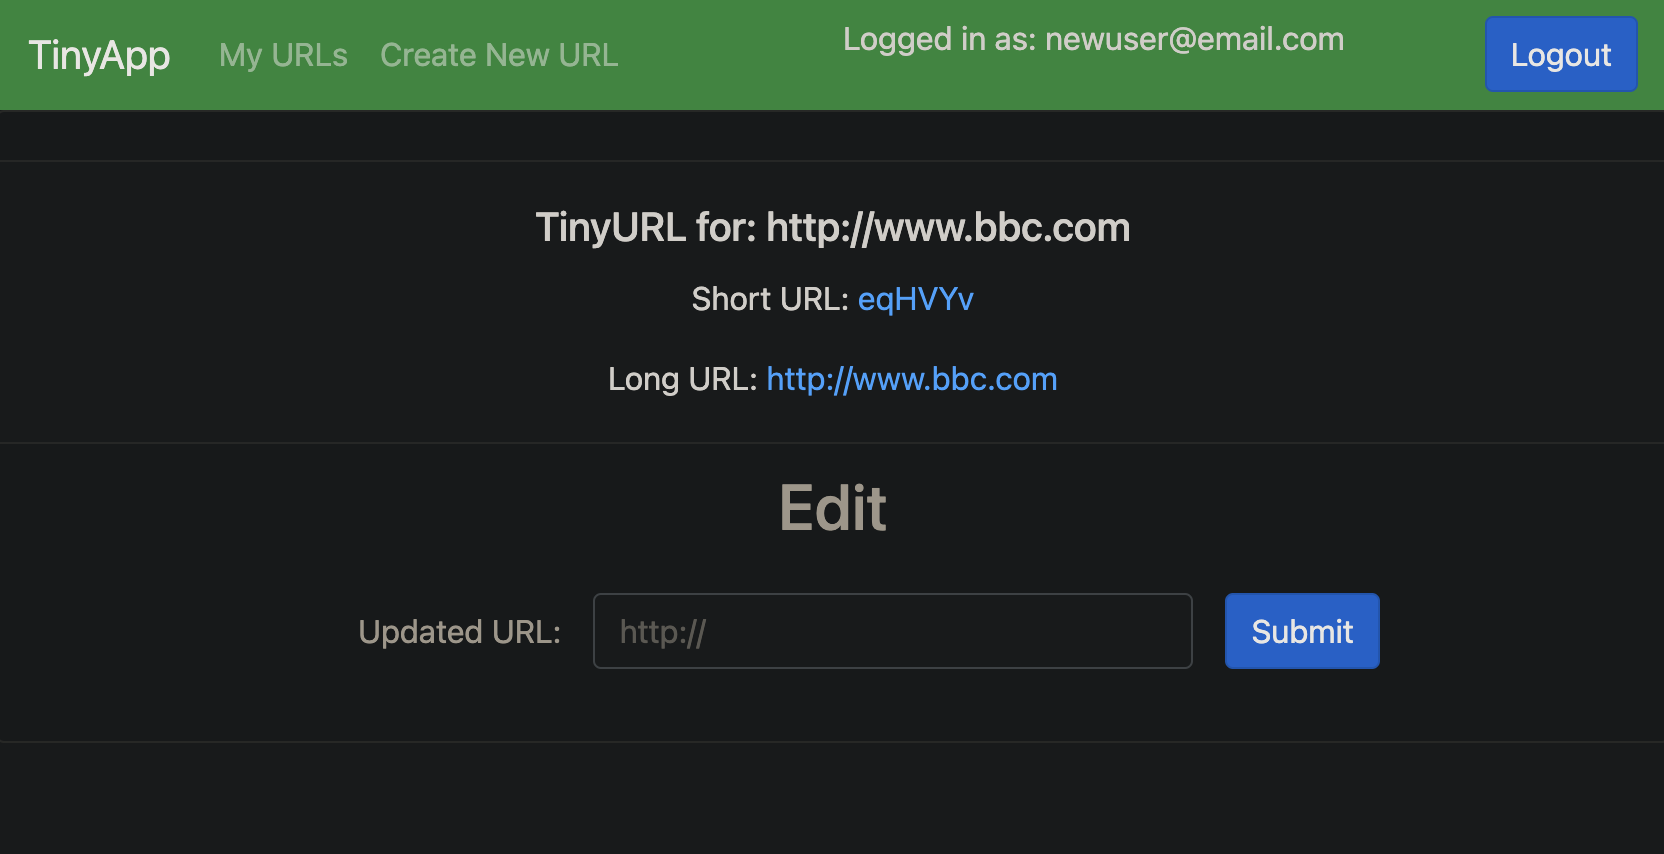 TinyApp My URLs Create New URL Logged in as: newuser@email.com Logout
TinyURL for: http://www.bbc.com
Short URL: eqHVYv
Long URL: http://www.bbc.com
Edit
Updated URL: http:// Submit